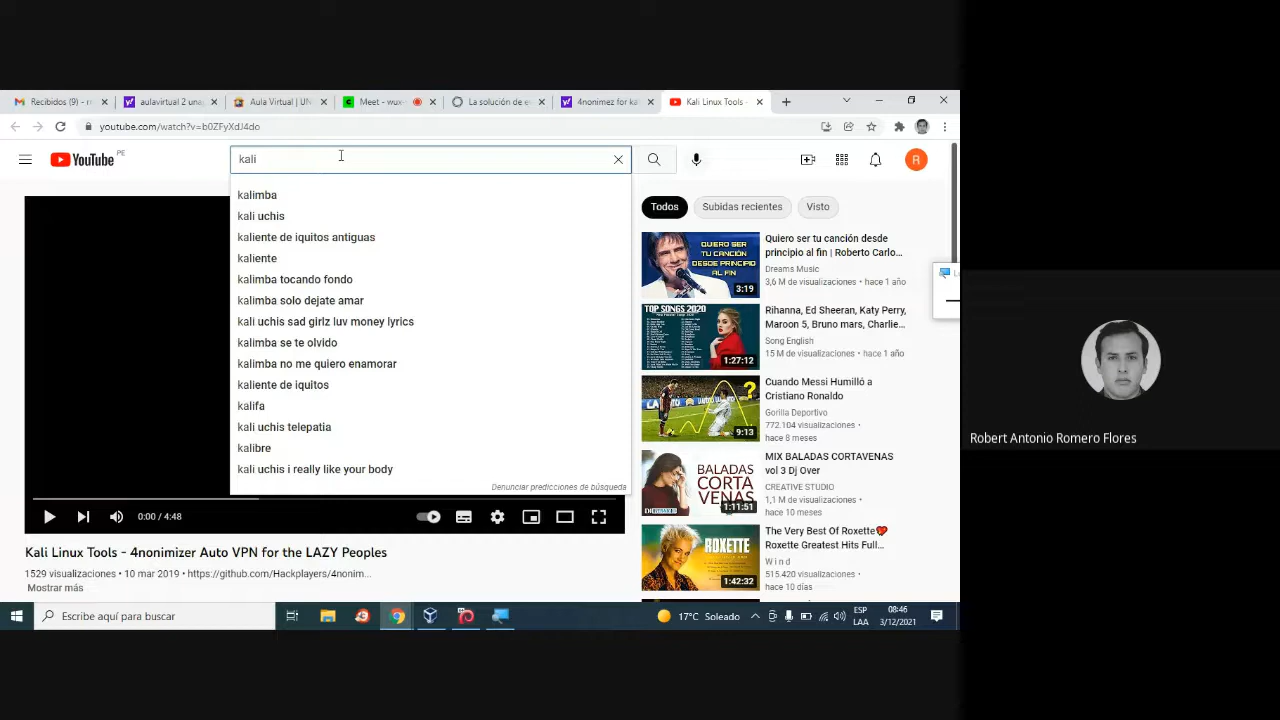 Recibidos (9) - r
aulavirtual 2 una
Aula Virtual | UN
Meet - wux-
La solución de e
4nonimez for ka
Kali Linux Tools -
youtube.com/watch?v=b0ZFyXdJ4do
YouTube PE
kali
R
kalimba
kali uchis
kaliente de iquitos antiguas
kaliente
kalimba tocando fondo
kalimba solo dejate amar
kali uchis sad girlz luv money lyrics
kalimba se te olvido
kalimba no me quiero enamorar
kaliente de iquitos
kalifa
kali uchis telepatia
kalibre
kali uchis i really like your body
Denunciar predicciones de búsqueda
0:00 / 4:48
Kali Linux Tools - 4nonimizer Auto VPN for the LAZY Peoples
1529 visualizaciones • 10 mar 2019 • https://github.com/Hackplayers/4nonim...
Mostrar más
Todos
Subidas recientes
Visto
QUIERO SER
TU CANCIÓN
DESDE
PRINCIPIO
AL FIN
3:19
Quiero ser tu canción desde
principio al fin | Roberto Carlo...
Dreams Music
3,6 M de visualizaciones • hace 1 año
TOP SONGS 2020
1:27:12
Rihanna, Ed Sheeran, Katy Perry,
Maroon 5, Bruno mars, Charlie...
Song English
15 M de visualizaciones • hace 1 año
?
9:13
Cuando Messi Humilló a
Cristiano Ronaldo
Gorilla Deportivo
772.104 visualizaciones •
hace 8 meses
BALADAS
CORTA
VENAS
1:11:51
MIX BALADAS CORTAVENAS
vol 3 Dj Over
CREATIVE STUDIO
1,1 M de visualizaciones •
hace 10 meses
ROXETTE
1:42:32
The Very Best Of Roxette
Roxette Greatest Hits Full...
W i n d
515.420 visualizaciones •
hace 10 días
Robert Antonio Romero Flores
Escribe aquí para buscar
17°C Soleado
ESP
LAA
08:46
3/12/2021